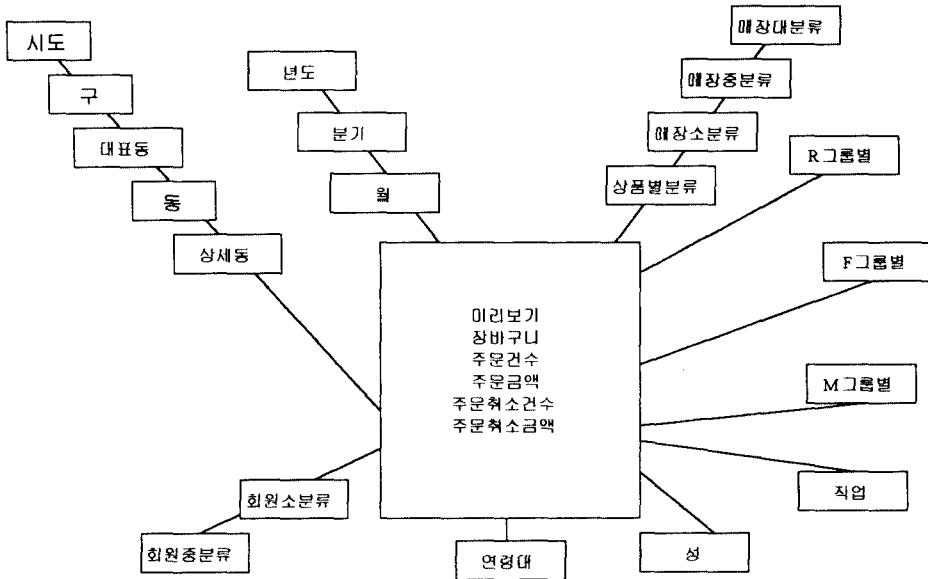 시도
구
대표동
동
상세동
년도
분기
월
매장대분류
매장중분류
매장소분류
상품별분류
R그룹별
F그룹별
M그룹별
직업
성
연령대
회원소분류
회원중분류
미리보기
장바구니
주문건수
주문금액
주문취소건수
주문취소금액